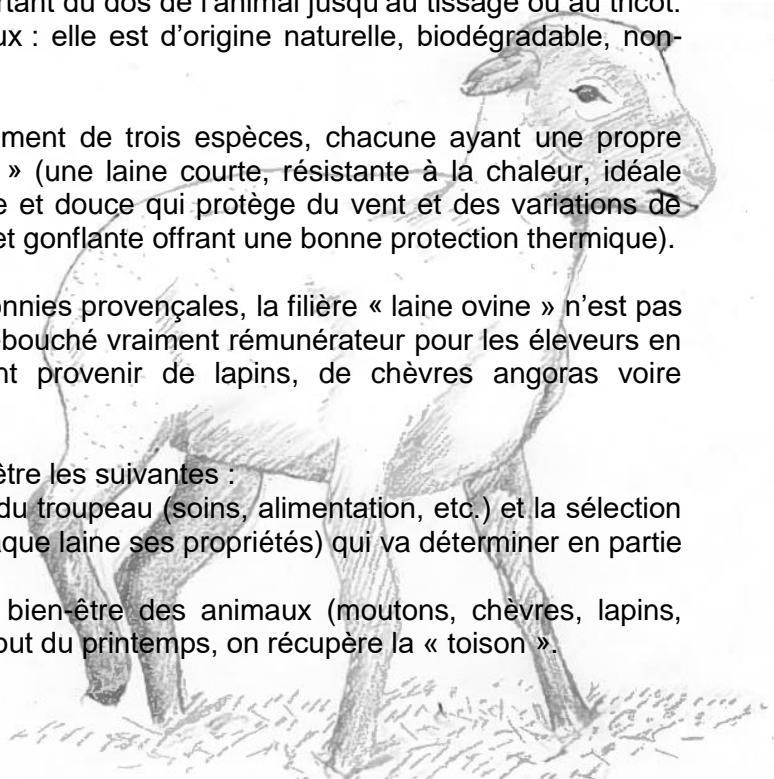 rtant du dos de l'animal jusqu'au tissage ou au tricot.
ux : elle est d'origine naturelle, biodégradable, non-
ment de trois espèces, chacune ayant une propre
» (une laine courte, résistante à la chaleur, idéale
e et douce qui protège du vent et des variations de
et gonflante offrant une bonne protection thermique).
onnies provençales, la filière « laine ovine » n'est pas
ébouché vraiment rémunérateur pour les éleveurs en
nt provenir de lapins, de chèvres angoras voire
être les suivantes :
du troupeau (soins, alimentation, etc.) et la sélection
aque laine ses propriétés) qui va déterminer en partie
bien-être des animaux (moutons, chèvres, lapins,
out du printemps, on récupère la « toison ».